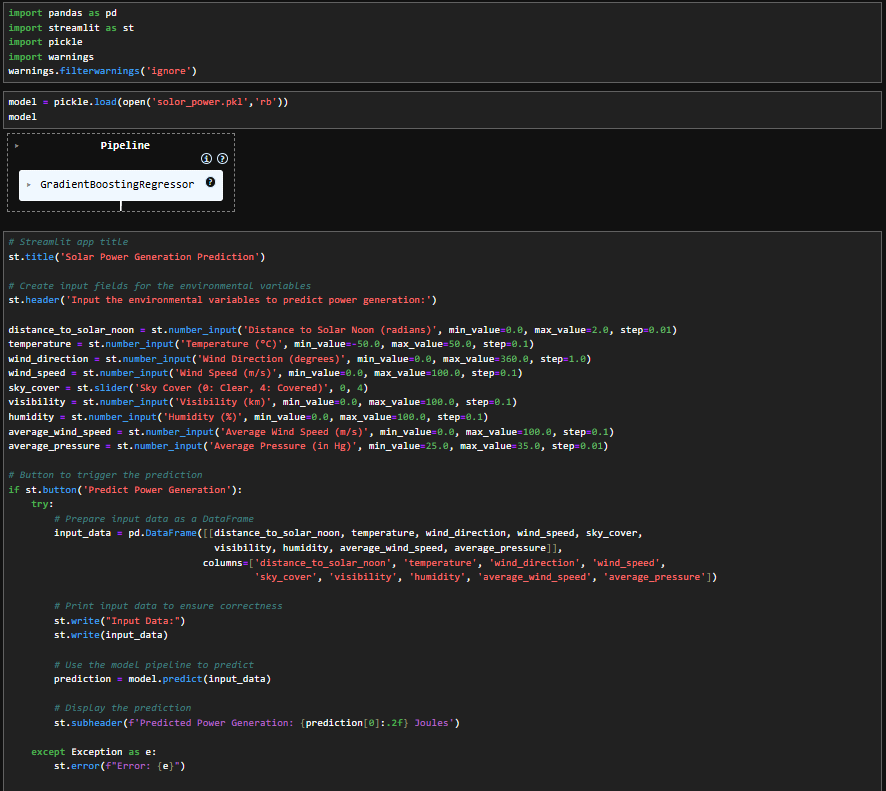 import pandas as pd
import streamlit as st
import pickle
import warnings
warnings.filterwarnings('ignore')
model = pickle.load(open('solor_power.pkl','rb'))
model
Pipeline
GradientBoostingRegressor
# Streamlit app title
st.title('Solar Power Generation Prediction')
# Create input fields for the environmental variables
st.header('Input the environmental variables to predict power generation:')
distance_to_solar_noon = st.number_input('Distance to Solar Noon (radians)', min_value=0.0, max_value=2.0, step=0.01)
temperature = st.number_input('Temperature (°C)', min_value=-50.0, max_value=50.0, step=0.1)
wind_direction = st.number_input('Wind Direction (degrees)', min_value=0.0, max_value=360.0, step=1.0)
wind_speed = st.number_input('Wind Speed (m/s)', min_value=0.0, max_value=100.0, step=0.1)
sky_cover = st.slider('Sky Cover (0: Clear, 4: Covered)', 0, 4)
visibility = st.number_input('Visibility (km)', min_value=0.0, max_value=100.0, step=0.1)
humidity = st.number_input('Humidity (%)', min_value=0.0, max_value=100.0, step=0.1)
average_wind_speed = st.number_input('Average Wind Speed (m/s)', min_value=0.0, max_value=100.0, step=0.1)
average_pressure = st.number_input('Average Pressure (in Hg)', min_value=25.0, max_value=35.0, step=0.01)
# Button to trigger the prediction
if st.button('Predict Power Generation'):
    try:
        # Prepare input data as a DataFrame
        input_data = pd.DataFrame([[distance_to_solar_noon, temperature, wind_direction, wind_speed, sky_cover,
                                    visibility, humidity, average_wind_speed, average_pressure]],
                                  columns=['distance_to_solar_noon', 'temperature', 'wind_direction', 'wind_speed',
                                           'sky_cover', 'visibility', 'humidity', 'average_wind_speed', 'average_pressure'])
        # Print input data to ensure correctness
        st.write("Input Data:")
        st.write(input_data)
        # Use the model pipeline to predict
        prediction = model.predict(input_data)
        # Display the prediction
        st.subheader(f'Predicted Power Generation: {prediction[0]:.2f} Joules')
    except Exception as e:
        st.error(f"Error: {e}")